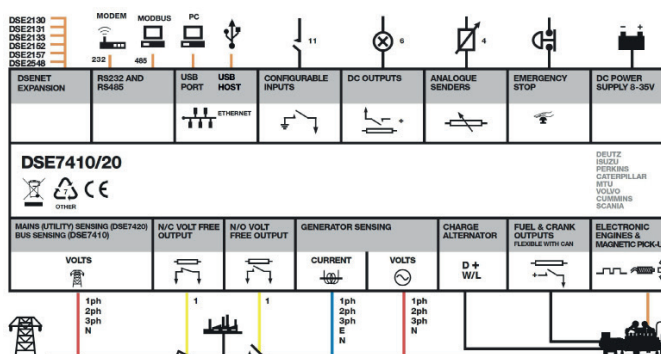 DSE2130
DSE2131
DSE2133
DSE2152
DSE2157
DSE2548
MODEM
232
MODBUS
485
PC
11
6
4
- +
DSENET
EXPANSION
RS232 AND
RS485
USB
PORT
USB
HOST
ETHERNET
CONFIGURABLE
INPUTS
DC OUTPUTS
+
ANALOGUE
SENDERS
EMERGENCY
STOP
DC POWER
SUPPLY 8-35V
DSE7410/20
7
OTHER
CE
DEUTZ
ISUZU
PERKINS
CATERPILLAR
MTU
VOLVO
CUMMINS
SCANIA
MAINS (UTILITY) SENSING (DSE7420)
BUS SENSING (DSE7410)
VOLTS
N/C VOLT FREE
OUTPUT
N/O VOLT
FREE OUTPUT
GENERATOR SENSING
CURRENT
VOLTS
CHARGE
ALTERNATOR
D +
W/L
FUEL & CRANK
OUTPUTS
FLEXIBLE WITH CAN
+
ELECTRONIC
ENGINES &
MAGNETIC PICK-U
1ph
2ph
3ph
N
1
1
1ph
2ph
3ph
E
N
1ph
2ph
3ph
N